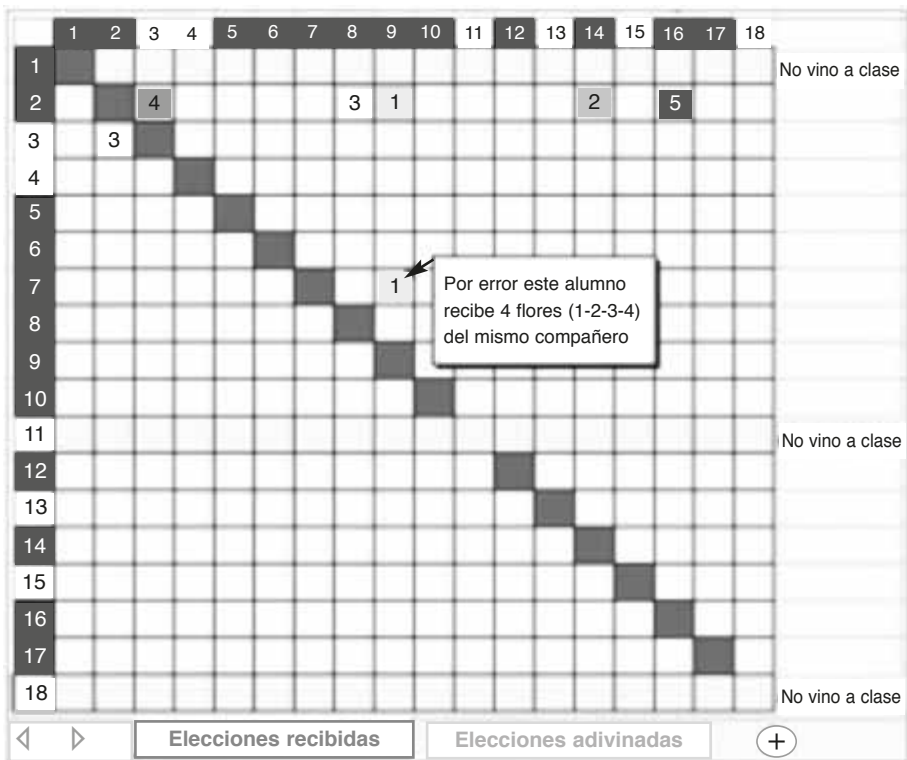 1 2 3 4 5 6 7 8 9 10 11 12 13 14 15 16 17 18
1 No vino a clase
2 4 3 1 2 5
3 3
4
5
6
7 1 Por error este alumno
recibe 4 flores (1-2-3-4)
del mismo compañero
8
9
10
11 No vino a clase
12
13
14
15
16
17
18 No vino a clase
Elecciones recibidas Elecciones adivinadas +